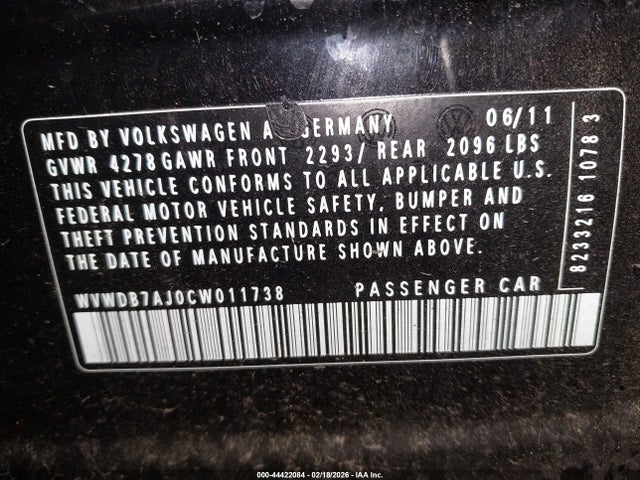 MFD BY VOLKSWAGEN A GERMANY 06/11
GVWR 4278 GAWR FRONT 2293/ REAR 2096 LBS
THIS VEHICLE CONFORMS TO ALL APPLICABLE U.S.
FEDERAL MOTOR VEHICLE SAFETY, BUMPER AND
THEFT PREVENTION STANDARDS IN EFFECT ON
THE DATE OF MANUFACTURE SHOWN ABOVE.
WVWDB7AJ0CW011738 PASSENGER CAR
8233216 1078 3
000-44422084 - 02/18/2026 - IAA Inc.